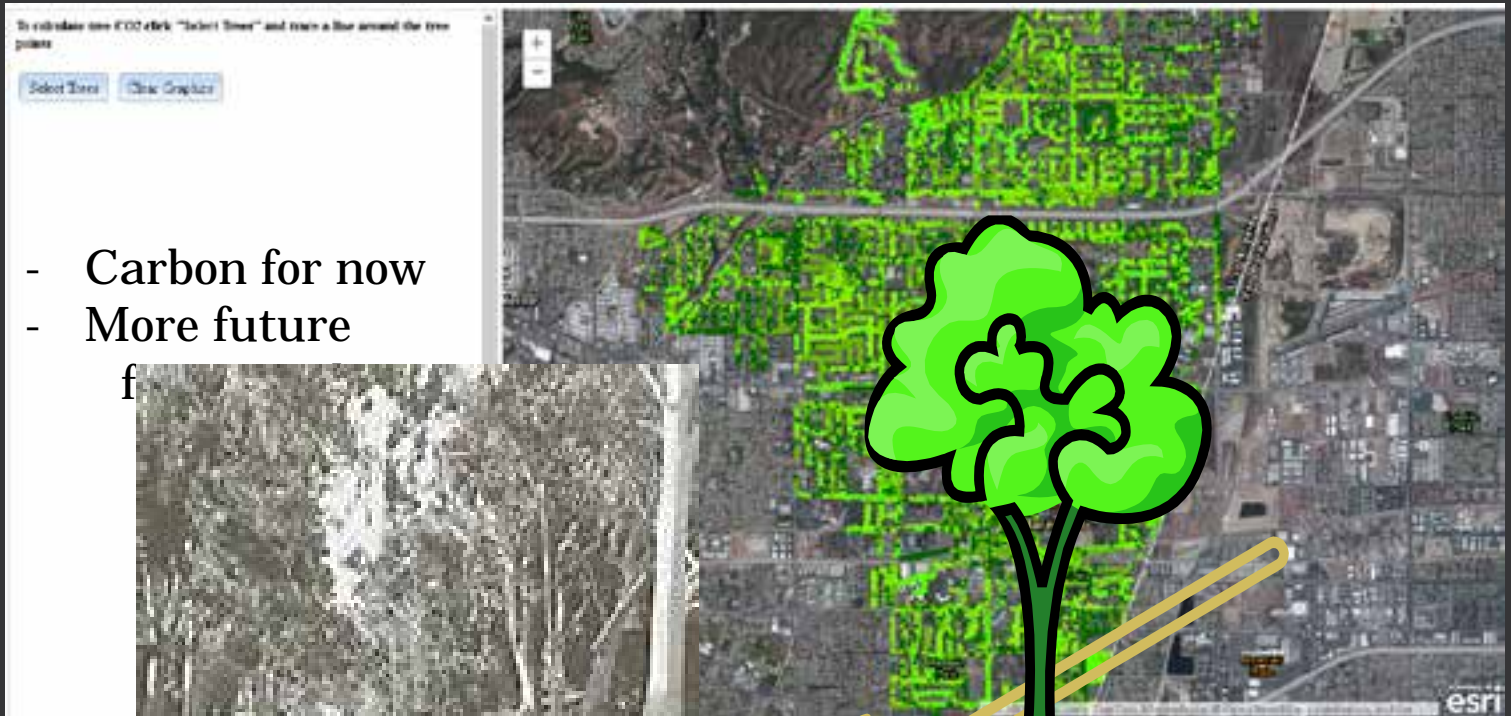 To calculate tree CO2 click "Select Trees" and trace a line around the tree
points
Select Trees Clear Graphics
+
−
- Carbon for now
- More future
esri